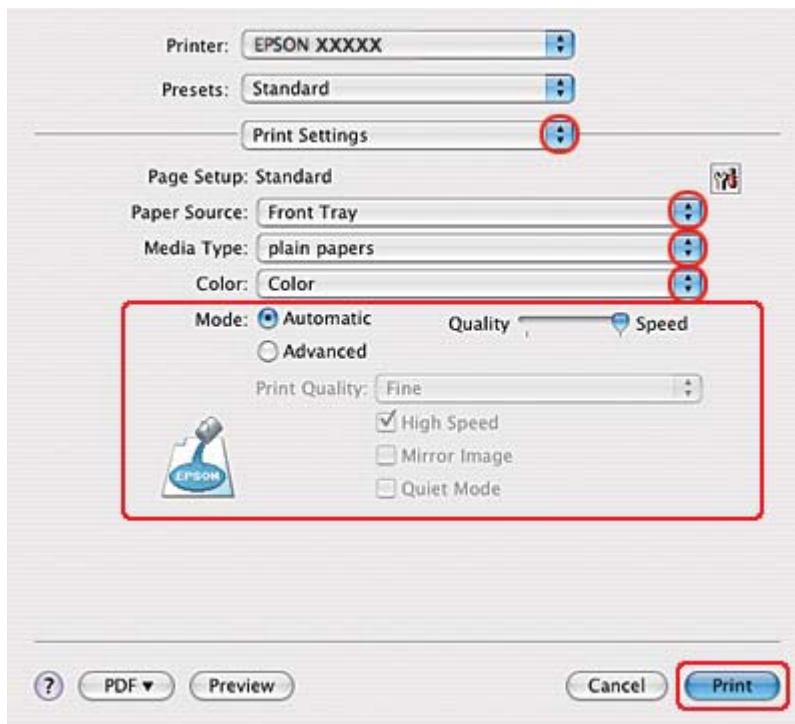 Printer: EPSON XXXXX
Presets: Standard
Print Settings
Page Setup: Standard
Paper Source: Front Tray
Media Type: plain papers
Color: Color
Mode: Automatic Quality Speed
Advanced
Print Quality: Fine
High Speed
Mirror Image
Quiet Mode
EPSON
? PDF Preview Cancel Print